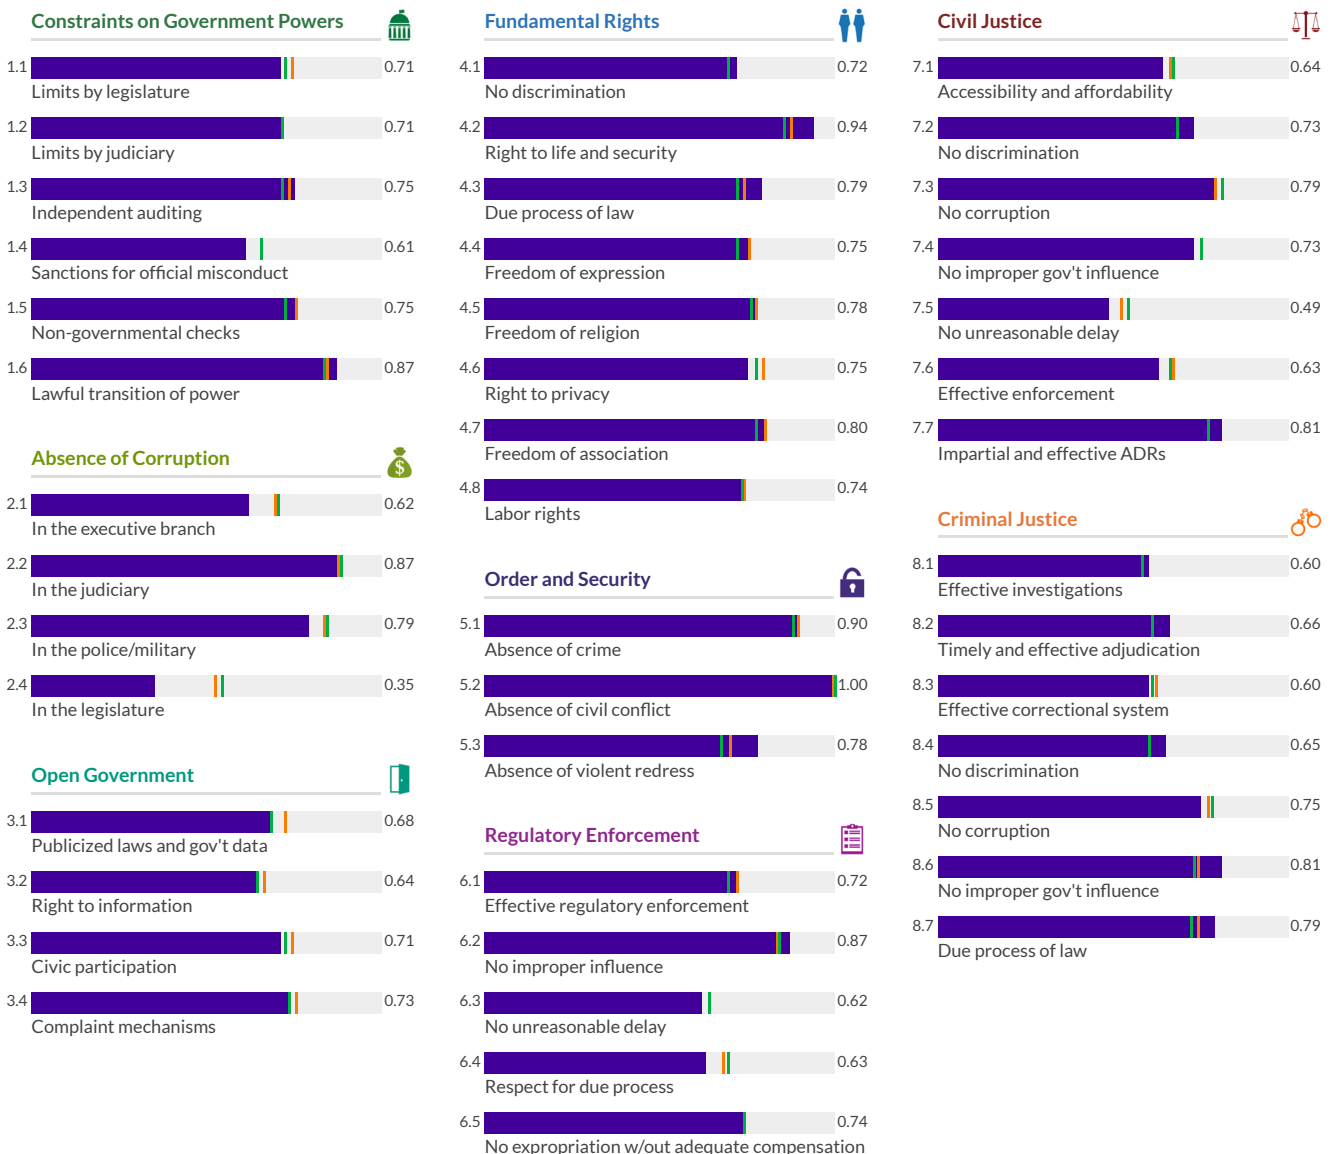 Constraints on Government Powers
1.1 0.71
Limits by legislature
1.2 0.71
Limits by judiciary
1.3 0.75
Independent auditing
1.4 0.61
Sanctions for official misconduct
1.5 0.75
Non-governmental checks
1.6 0.87
Lawful transition of power
Absence of Corruption
$
2.1 0.62
In the executive branch
2.2 0.87
In the judiciary
2.3 0.79
In the police/military
2.4 0.35
In the legislature
Open Government
3.1 0.68
Publicized laws and gov't data
3.2 0.64
Right to information
3.3 0.71
Civic participation
3.4 0.73
Complaint mechanisms
Fundamental Rights
4.1 0.72
No discrimination
4.2 0.94
Right to life and security
4.3 0.79
Due process of law
4.4 0.75
Freedom of expression
4.5 0.78
Freedom of religion
4.6 0.75
Right to privacy
4.7 0.80
Freedom of association
4.8 0.74
Labor rights
Order and Security
5.1 0.90
Absence of crime
5.2 1.00
Absence of civil conflict
5.3 0.78
Absence of violent redress
Regulatory Enforcement
6.1 0.72
Effective regulatory enforcement
6.2 0.87
No improper influence
6.3 0.62
No unreasonable delay
6.4 0.63
Respect for due process
6.5 0.74
No expropriation w/out adequate compensation
Civil Justice
7.1 0.64
Accessibility and affordability
7.2 0.73
No discrimination
7.3 0.79
No corruption
7.4 0.73
No improper gov't influence
7.5 0.49
No unreasonable delay
7.6 0.63
Effective enforcement
7.7 0.81
Impartial and effective ADRs
Criminal Justice
8.1 0.60
Effective investigations
8.2 0.66
Timely and effective adjudication
8.3 0.60
Effective correctional system
8.4 0.65
No discrimination
8.5 0.75
No corruption
8.6 0.81
No improper gov't influence
8.7 0.79
Due process of law